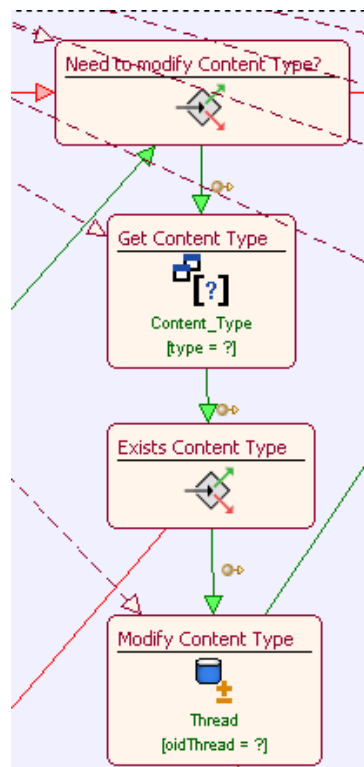 Need to modify Content Type?
Get Content Type
[?]
Content_Type
[type = ?]
Exists Content Type
Modify Content Type
Thread
[oidThread = ?]